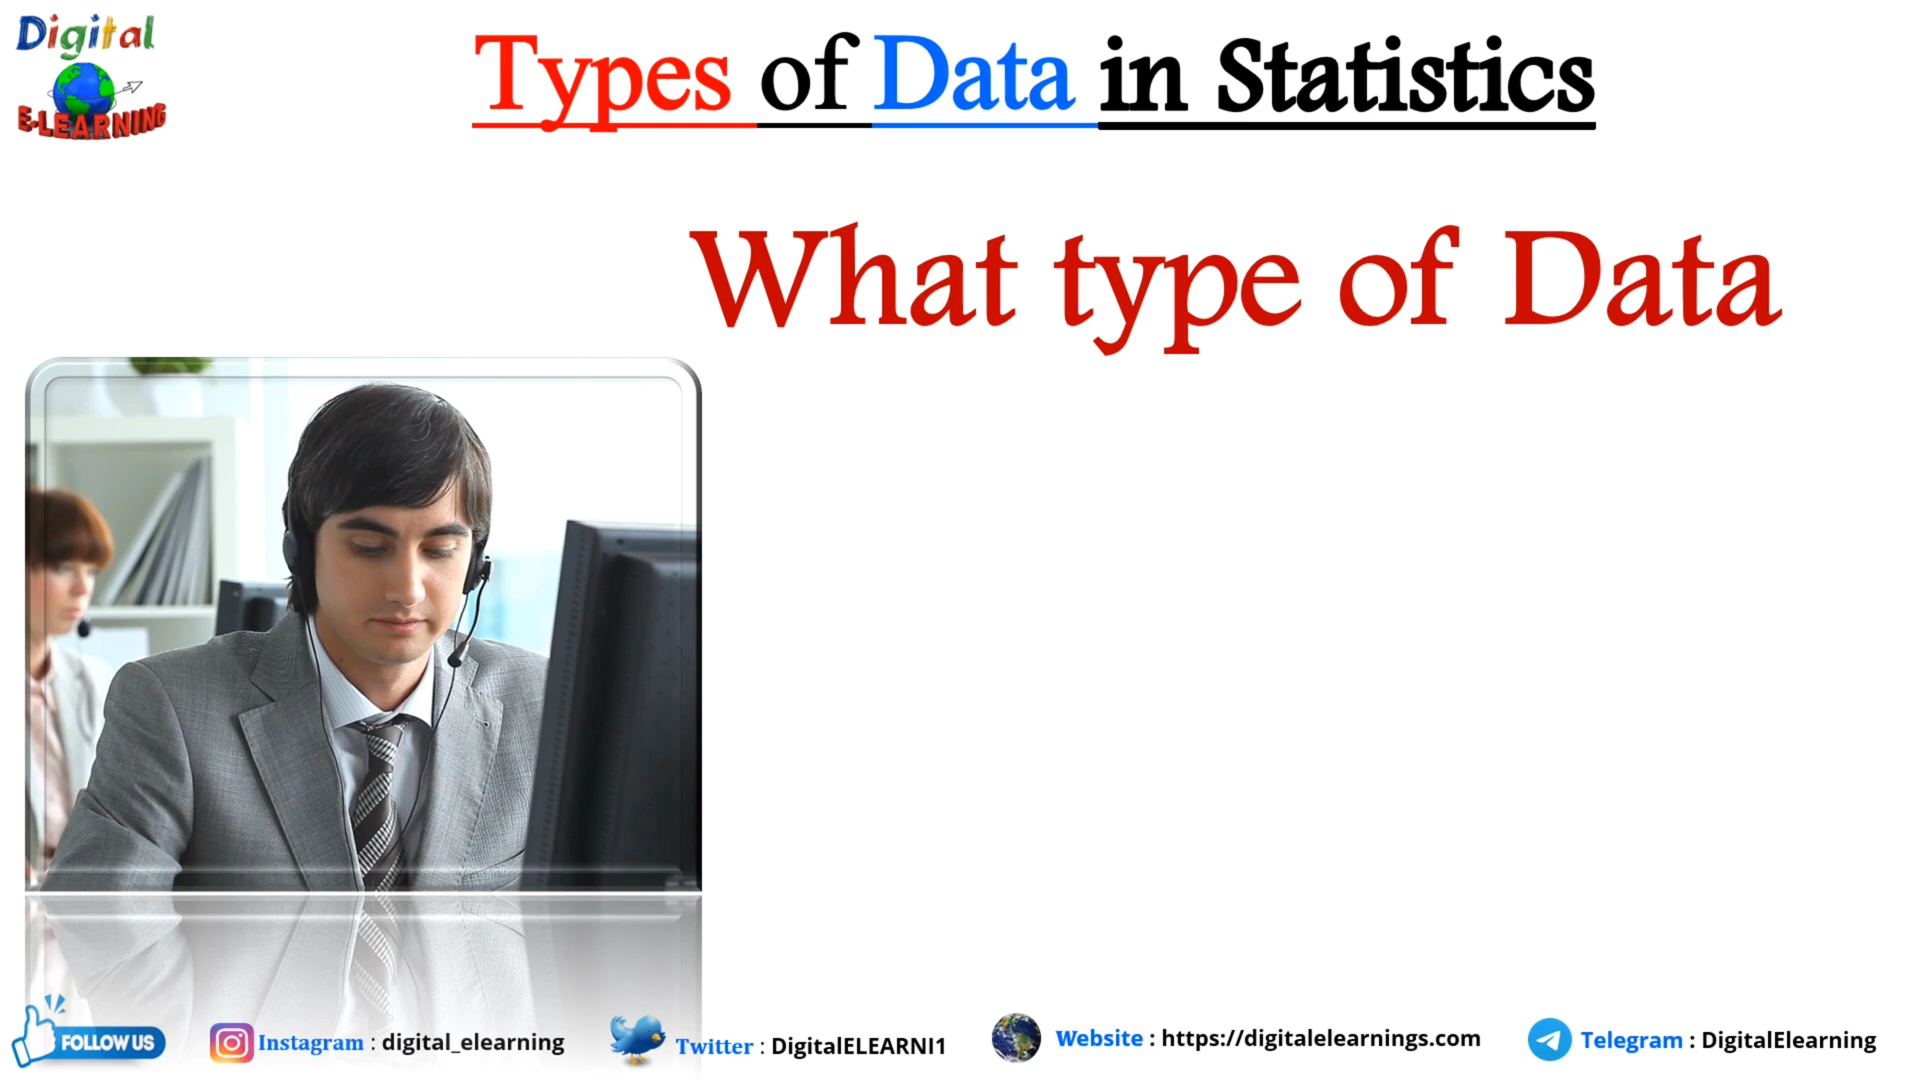 Digital
E-LEARNING
Types of Data in Statistics
What type of Data
FOLLOW US
Instagram : digital_elearning
Twitter : DigitalELEARNI1
Website : https://digitalelearnings.com
Telegram : DigitalElearning